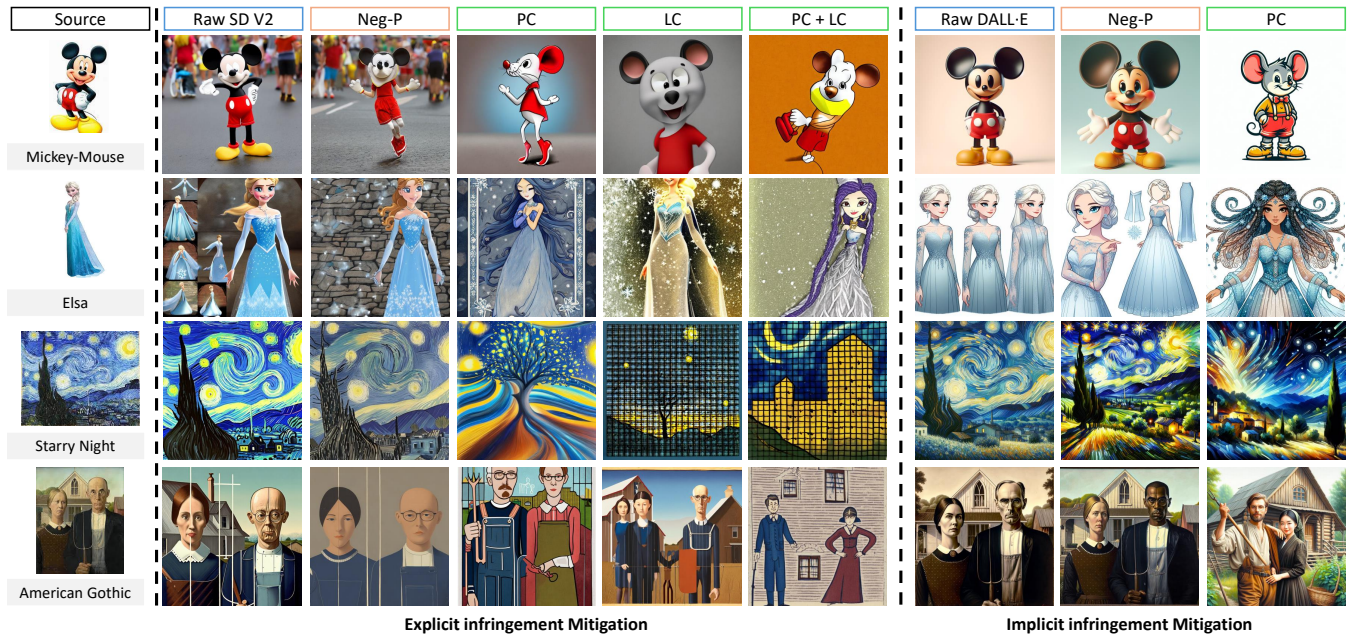 Source
Raw SD V2
Neg-P
PC
LC
PC + LC
Raw DALL·E
Neg-P
PC
Mickey-Mouse
Elsa
Starry Night
American Gothic
Explicit infringement Mitigation
Implicit infringement Mitigation